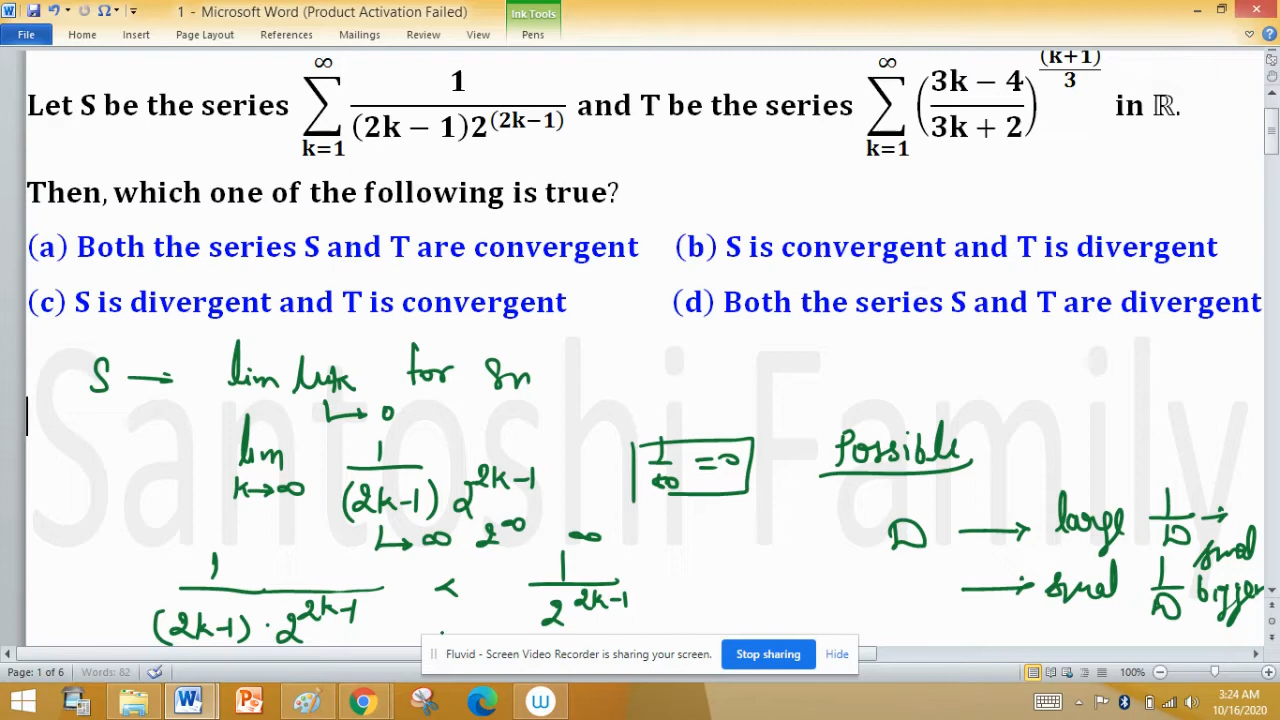 1 - Microsoft Word (Product Activation Failed)
Ink Tools
File Home Insert Page Layout References Mailings Review View Pens
Let S be the series ∑_{k=1}^{∞} 1/((2k − 1)2^{(2k−1)}) and T be the series ∑_{k=1}^{∞} ((3k − 4)/(3k + 2))^{(k+1)/3} in ℝ.
Then, which one of the following is true?
(a) Both the series S and T are convergent (b) S is convergent and T is divergent
(c) S is divergent and T is convergent (d) Both the series S and T are divergent
Santoshi Family
S — lim uk for Sn
→ 0
lim k→∞ 1/((2k-1) 2^{2k-1})
→ ∞ 2^∞ ∞
1/∞ = 0
Possible
D → large 1/D → smal
→ smal 1/D bigger
1/((2k-1) · 2^{2k-1}) < 1/2^{2k-1}
Fluvid - Screen Video Recorder is sharing your screen. Stop sharing Hide
Page: 1 of 6 Words: 82 100%
3:24 AM
10/16/2020